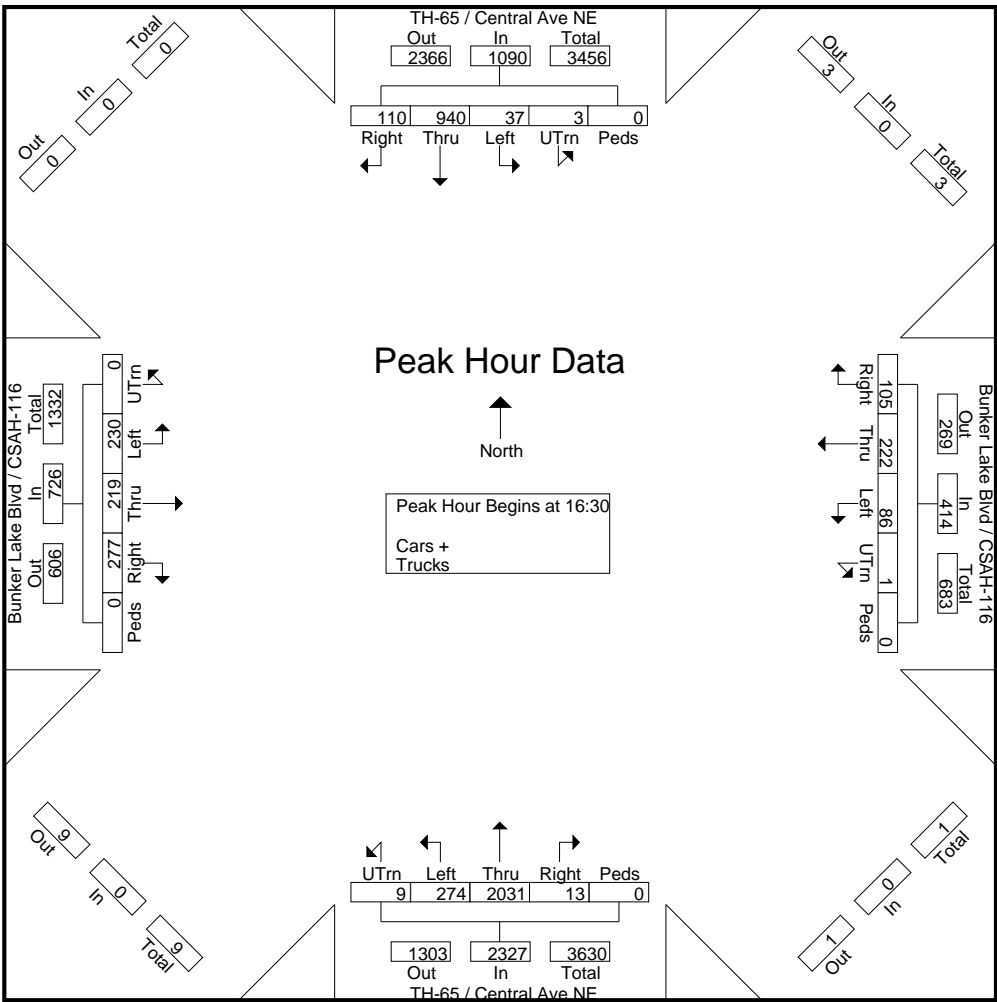 TH-65 / Central Ave NE
Out In Total
2366 1090 3456
110 940 37 3 0
Right Thru Left UTrn Peds
Total
0
In
0
Out
0
Out
3
In
0
Total
3
Bunker Lake Blvd / CSAH-116
Total In Out
1332 726 606
0 230 219 277 0
UTrn Left Thru Right Peds
Peak Hour Data
North
Peak Hour Begins at 16:30
Cars +
Trucks
Right Thru Left UTrn Peds
105 222 86 1 0
Out In Total
269 414 683
Bunker Lake Blvd / CSAH-116
9
Out
0
In
9
Total
1
Total
0
In
1
Out
UTrn Left Thru Right Peds
9 274 2031 13 0
1303 2327 3630
Out In Total
TH-65 / Central Ave NE